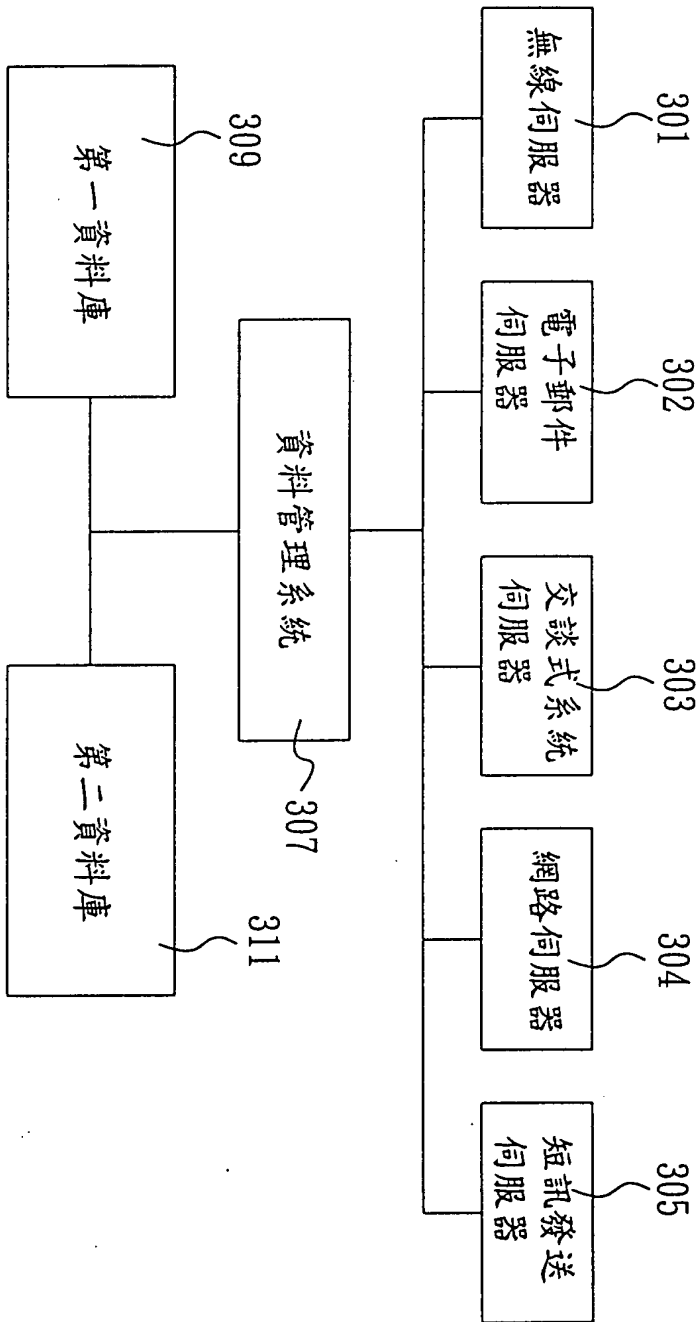 301
無線伺服器
302
電子郵件
伺服器
303
交談式系統
伺服器
304
網路伺服器
305
短訊發送
伺服器
資料管理系統
307
309
第一資料庫
第二資料庫
311